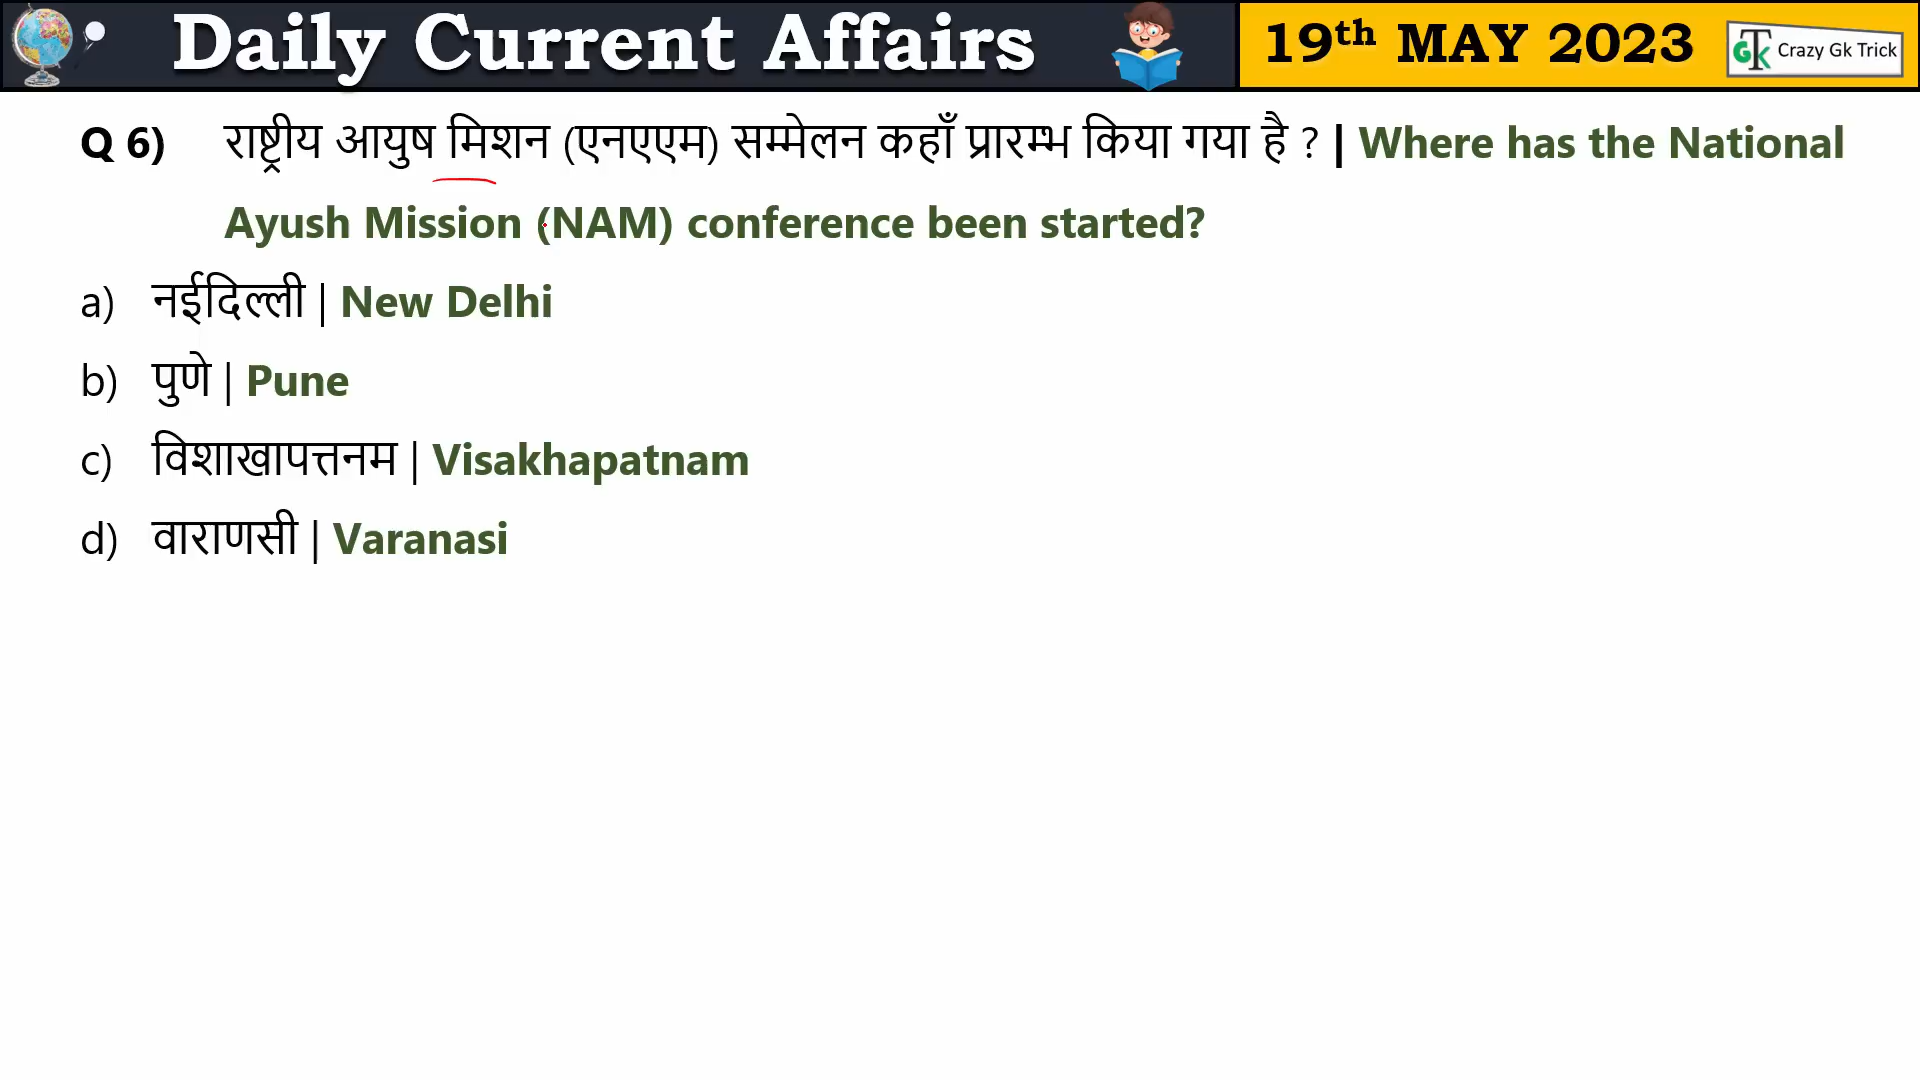 Daily Current Affairs
19th MAY 2023
GTK Crazy Gk Trick
Q 6) राष्ट्रीय आयुष मिशन (एनएएम) सम्मेलन कहाँ प्रारम्भ किया गया है ? | Where has the National
Ayush Mission (NAM) conference been started?
a) नईदिल्ली | New Delhi
b) पुणे | Pune
c) विशाखापत्तनम | Visakhapatnam
d) वाराणसी | Varanasi